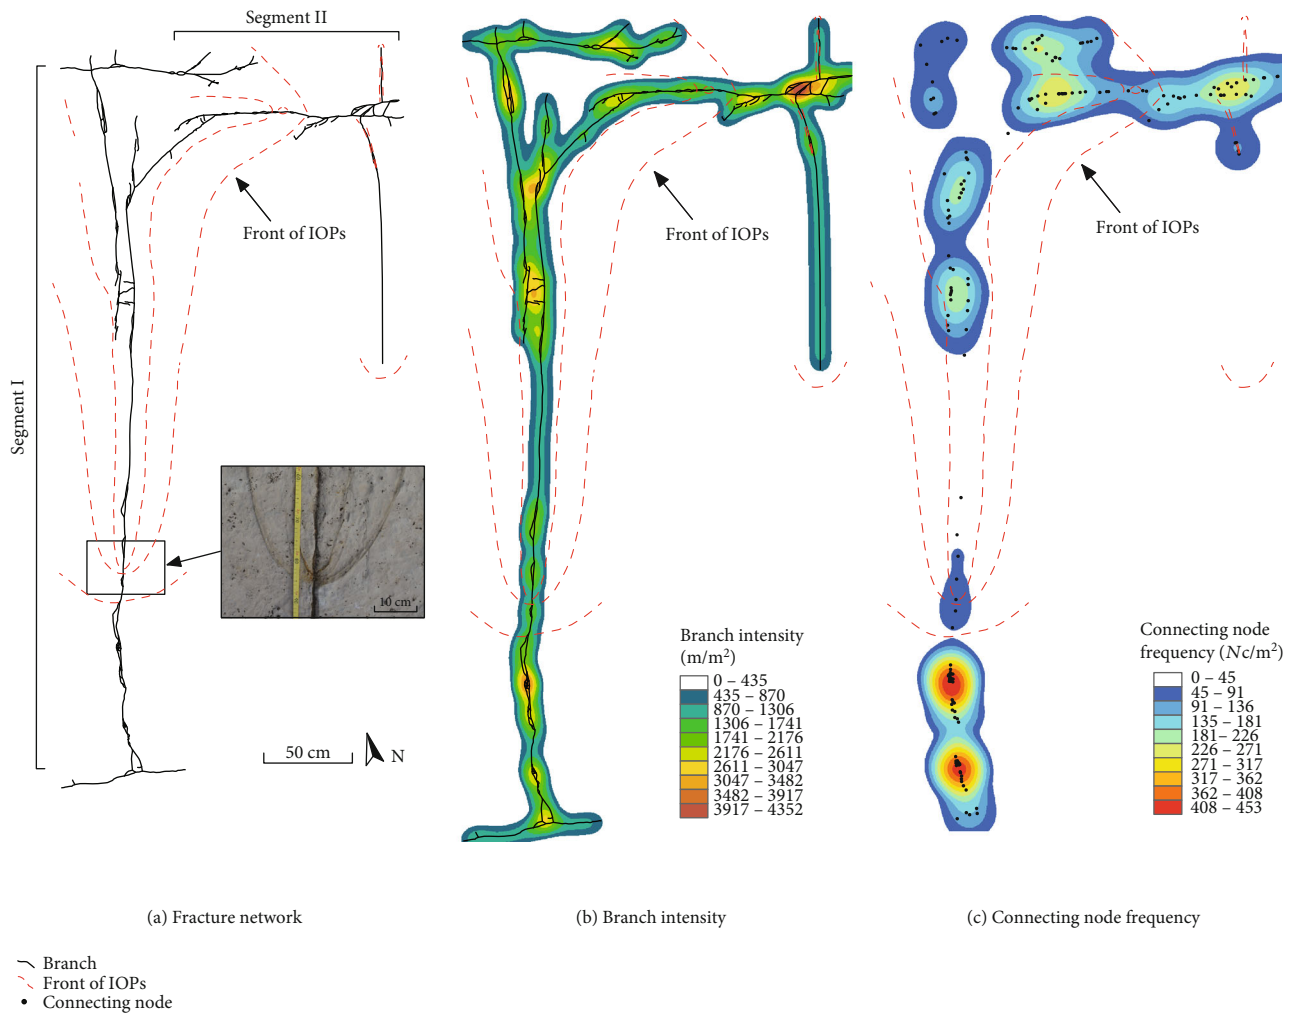 Segment II
Segment I
Front of IOPs
10 cm
50 cm
N
(a) Fracture network
Front of IOPs
Branch intensity
(m/m²)
0 – 435
435 – 870
870 – 1306
1306 – 1741
1741 – 2176
2176 – 2611
2611 – 3047
3047 – 3482
3482 – 3917
3917 – 4352
(b) Branch intensity
Front of IOPs
Connecting node
frequency (Nc/m²)
0 – 45
45 – 91
91 – 136
135 – 181
181– 226
226 – 271
271 – 317
317 – 362
362 – 408
408 – 453
(c) Connecting node frequency
Branch
Front of IOPs
Connecting node